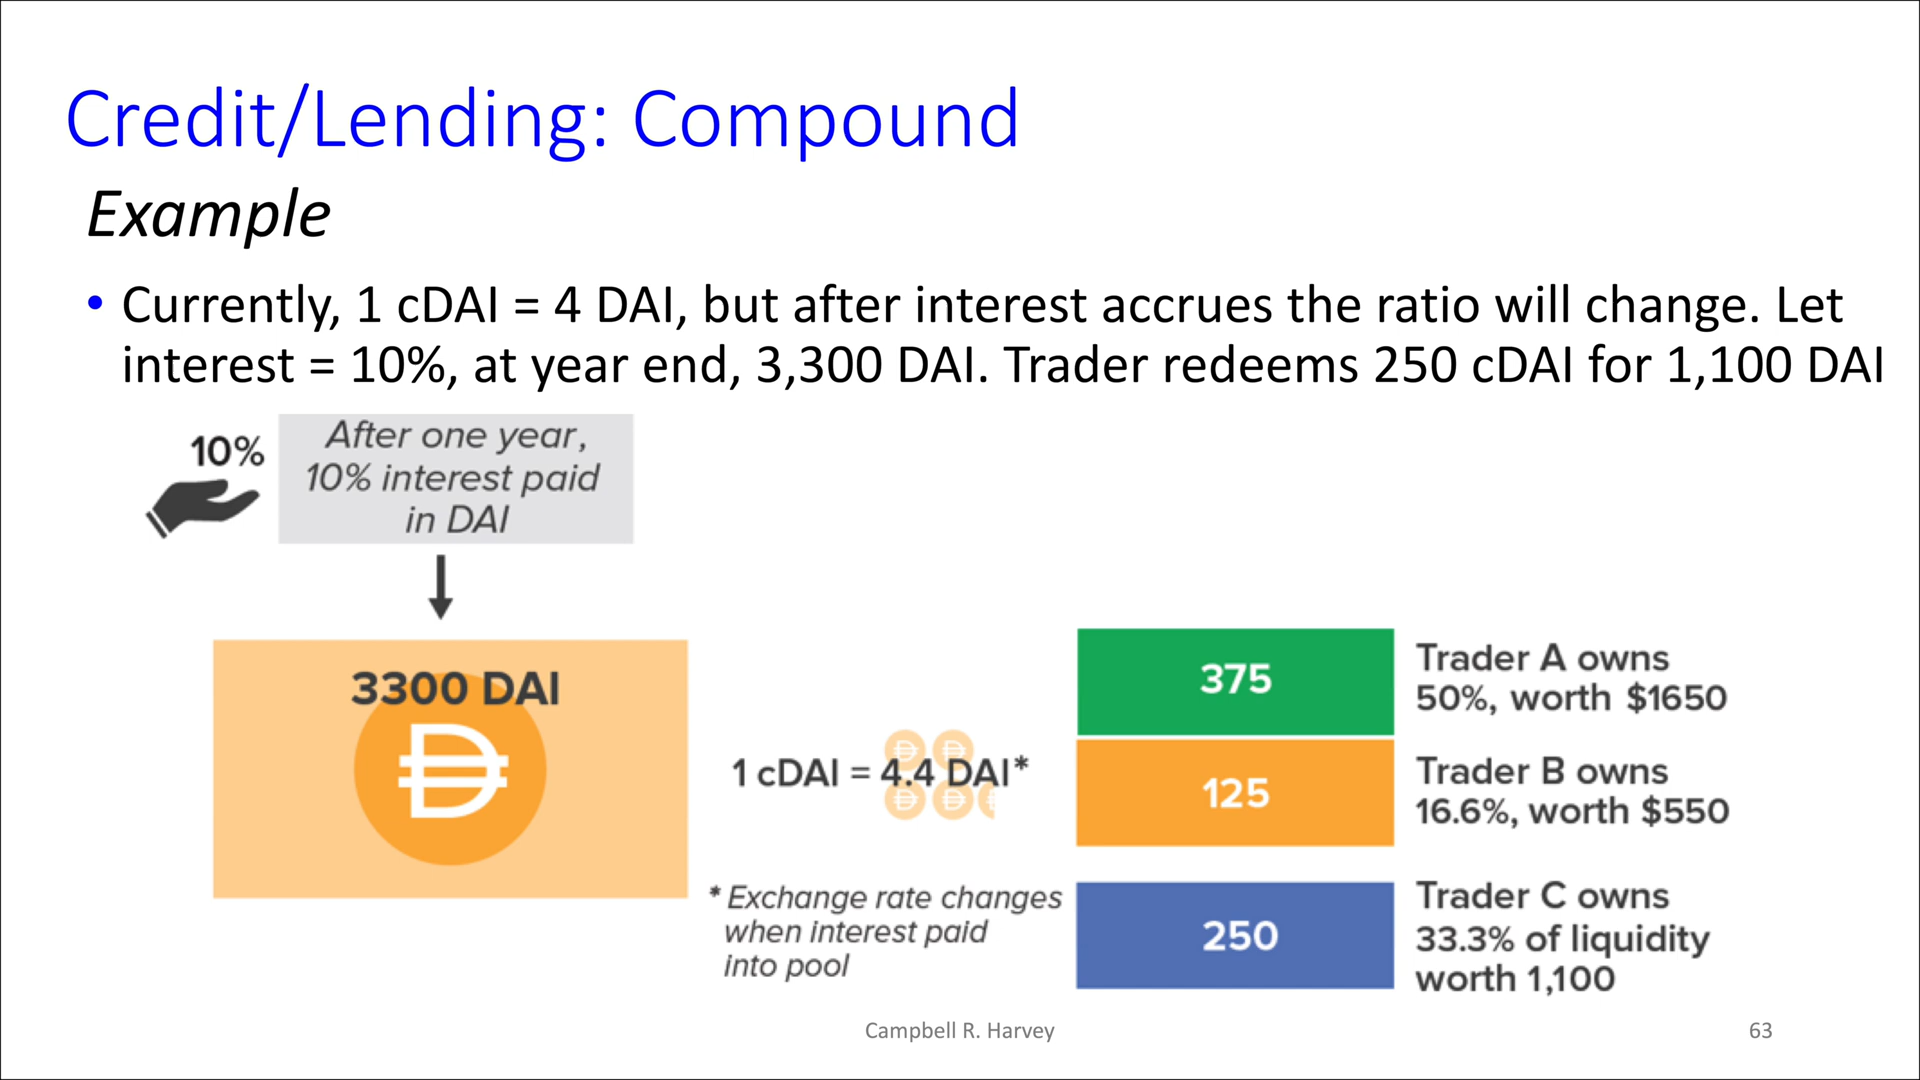 Credit/Lending: Compound
Example
• Currently, 1 cDAI = 4 DAI, but after interest accrues the ratio will change. Let
interest = 10%, at year end, 3,300 DAI. Trader redeems 250 cDAI for 1,100 DAI
10%
After one year,
10% interest paid
in DAI
3300 DAI
1 cDAI = 4.4 DAI*
* Exchange rate changes
when interest paid
into pool
375
Trader A owns
50%, worth $1650
125
Trader B owns
16.6%, worth $550
250
Trader C owns
33.3% of liquidity
worth 1,100
Campbell R. Harvey
63